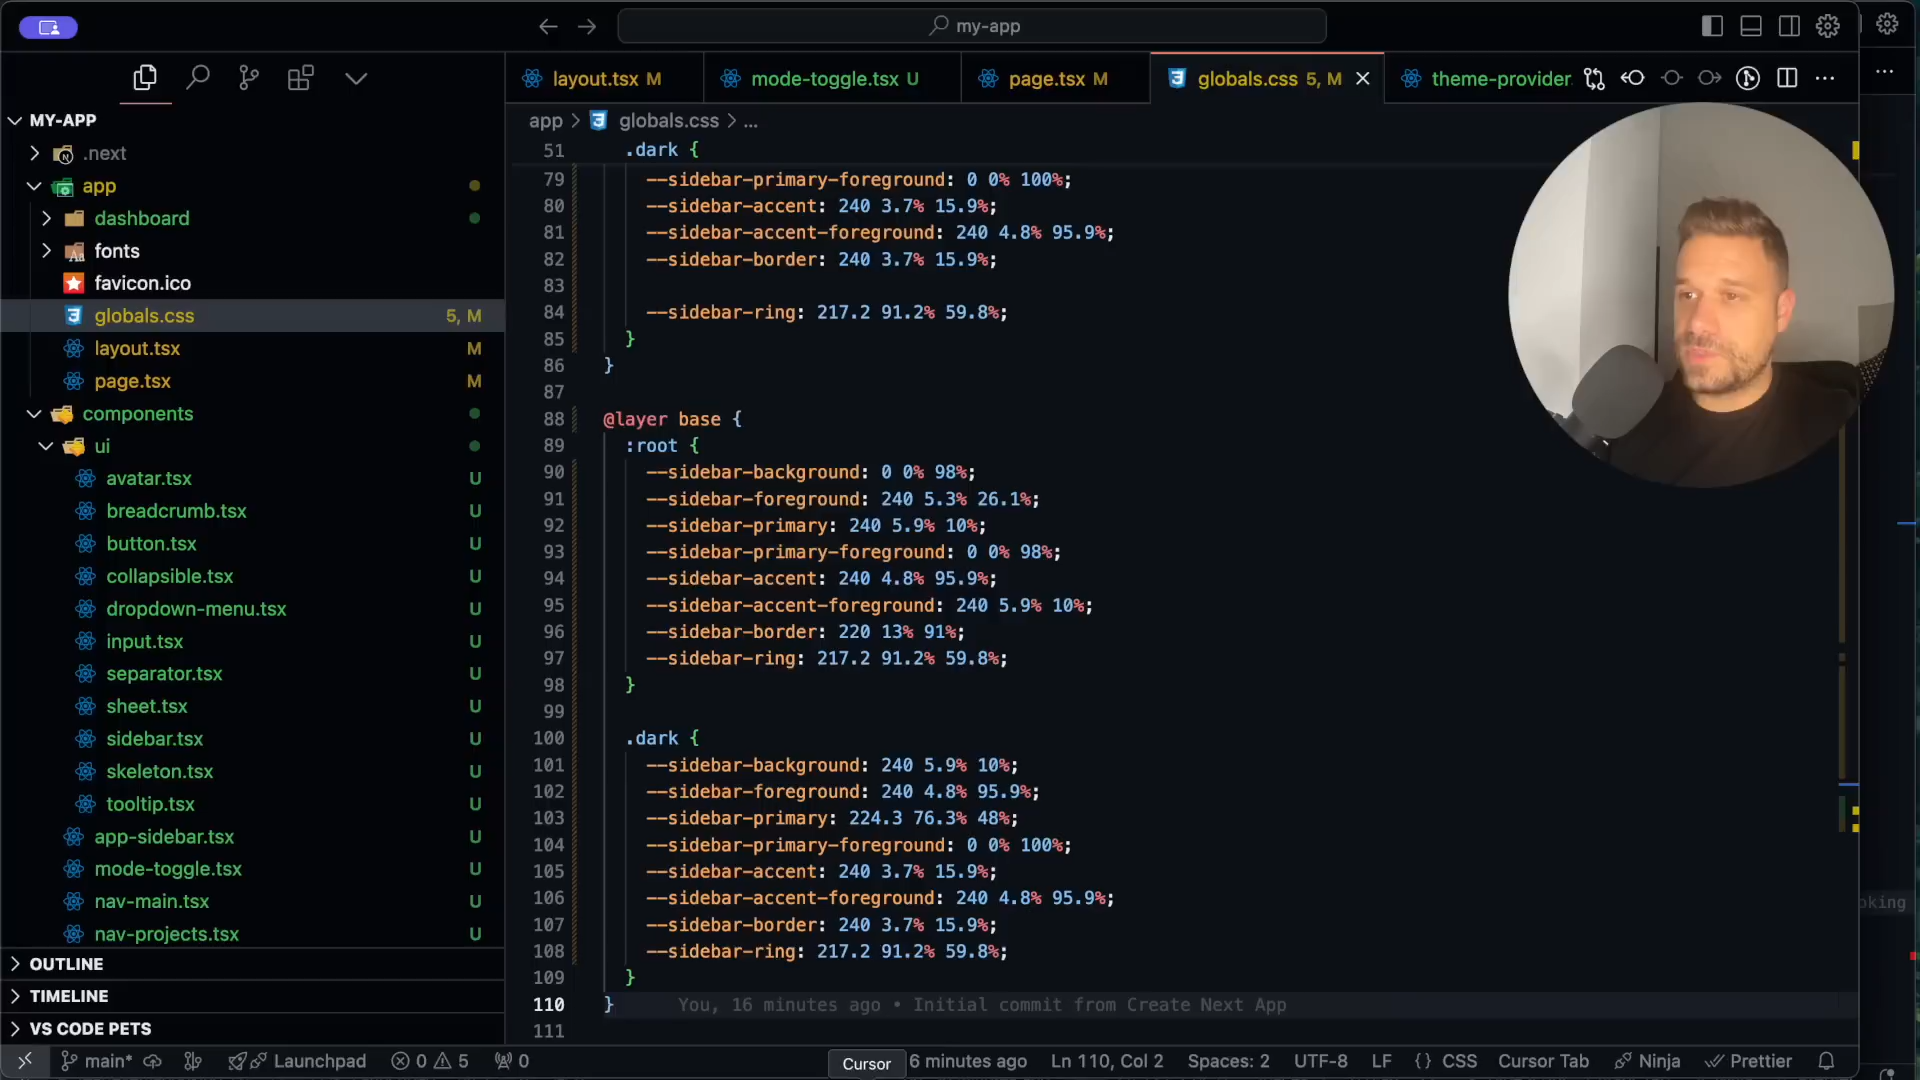 my-app
layout.tsx M
mode-toggle.tsx U
page.tsx M
globals.css 5, M
theme-provider.
MY-APP
.next
app
dashboard
fonts
favicon.ico
globals.css 5, M
layout.tsx M
page.tsx M
components
ui
avatar.tsx U
breadcrumb.tsx U
button.tsx U
collapsible.tsx U
dropdown-menu.tsx U
input.tsx U
separator.tsx U
sheet.tsx U
sidebar.tsx U
skeleton.tsx U
tooltip.tsx U
app-sidebar.tsx U
mode-toggle.tsx U
nav-main.tsx U
nav-projects.tsx U
OUTLINE
TIMELINE
VS CODE PETS
app > globals.css > ...
51 .dark {
79 --sidebar-primary-foreground: 0 0% 100%;
80 --sidebar-accent: 240 3.7% 15.9%;
81 --sidebar-accent-foreground: 240 4.8% 95.9%;
82 --sidebar-border: 240 3.7% 15.9%;
83
84 --sidebar-ring: 217.2 91.2% 59.8%;
85 }
86 }
87
88 @layer base {
89 :root {
90 --sidebar-background: 0 0% 98%;
91 --sidebar-foreground: 240 5.3% 26.1%;
92 --sidebar-primary: 240 5.9% 10%;
93 --sidebar-primary-foreground: 0 0% 98%;
94 --sidebar-accent: 240 4.8% 95.9%;
95 --sidebar-accent-foreground: 240 5.9% 10%;
96 --sidebar-border: 220 13% 91%;
97 --sidebar-ring: 217.2 91.2% 59.8%;
98 }
99
100 .dark {
101 --sidebar-background: 240 5.9% 10%;
102 --sidebar-foreground: 240 4.8% 95.9%;
103 --sidebar-primary: 224.3 76.3% 48%;
104 --sidebar-primary-foreground: 0 0% 100%;
105 --sidebar-accent: 240 3.7% 15.9%;
106 --sidebar-accent-foreground: 240 4.8% 95.9%;
107 --sidebar-border: 240 3.7% 15.9%;
108 --sidebar-ring: 217.2 91.2% 59.8%;
109 }
110 } You, 16 minutes ago • Initial commit from Create Next App
111
oking
main* Launchpad 0 5 0 Cursor 6 minutes ago Ln 110, Col 2 Spaces: 2 UTF-8 LF {} CSS Cursor Tab Ninja Prettier